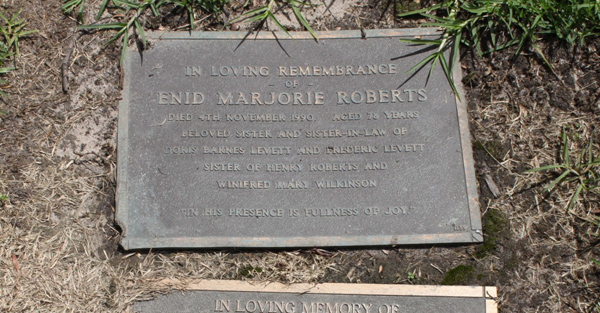 IN LOVING REMEMBRANCE
- OF -
ENID MARJORIE ROBERTS
DIED 4TH NOVEMBER 1990. AGED 78 YEARS
BELOVED SISTER AND SISTER-IN-LAW OF
DORIS BARNES LEVETT AND FREDERIC LEVETT
SISTER OF HENRY ROBERTS AND
WINIFRED MARY WILKINSON
"IN HIS PRESENCE IS FULLNESS OF JOY"
IN LOVING MEMORY OF